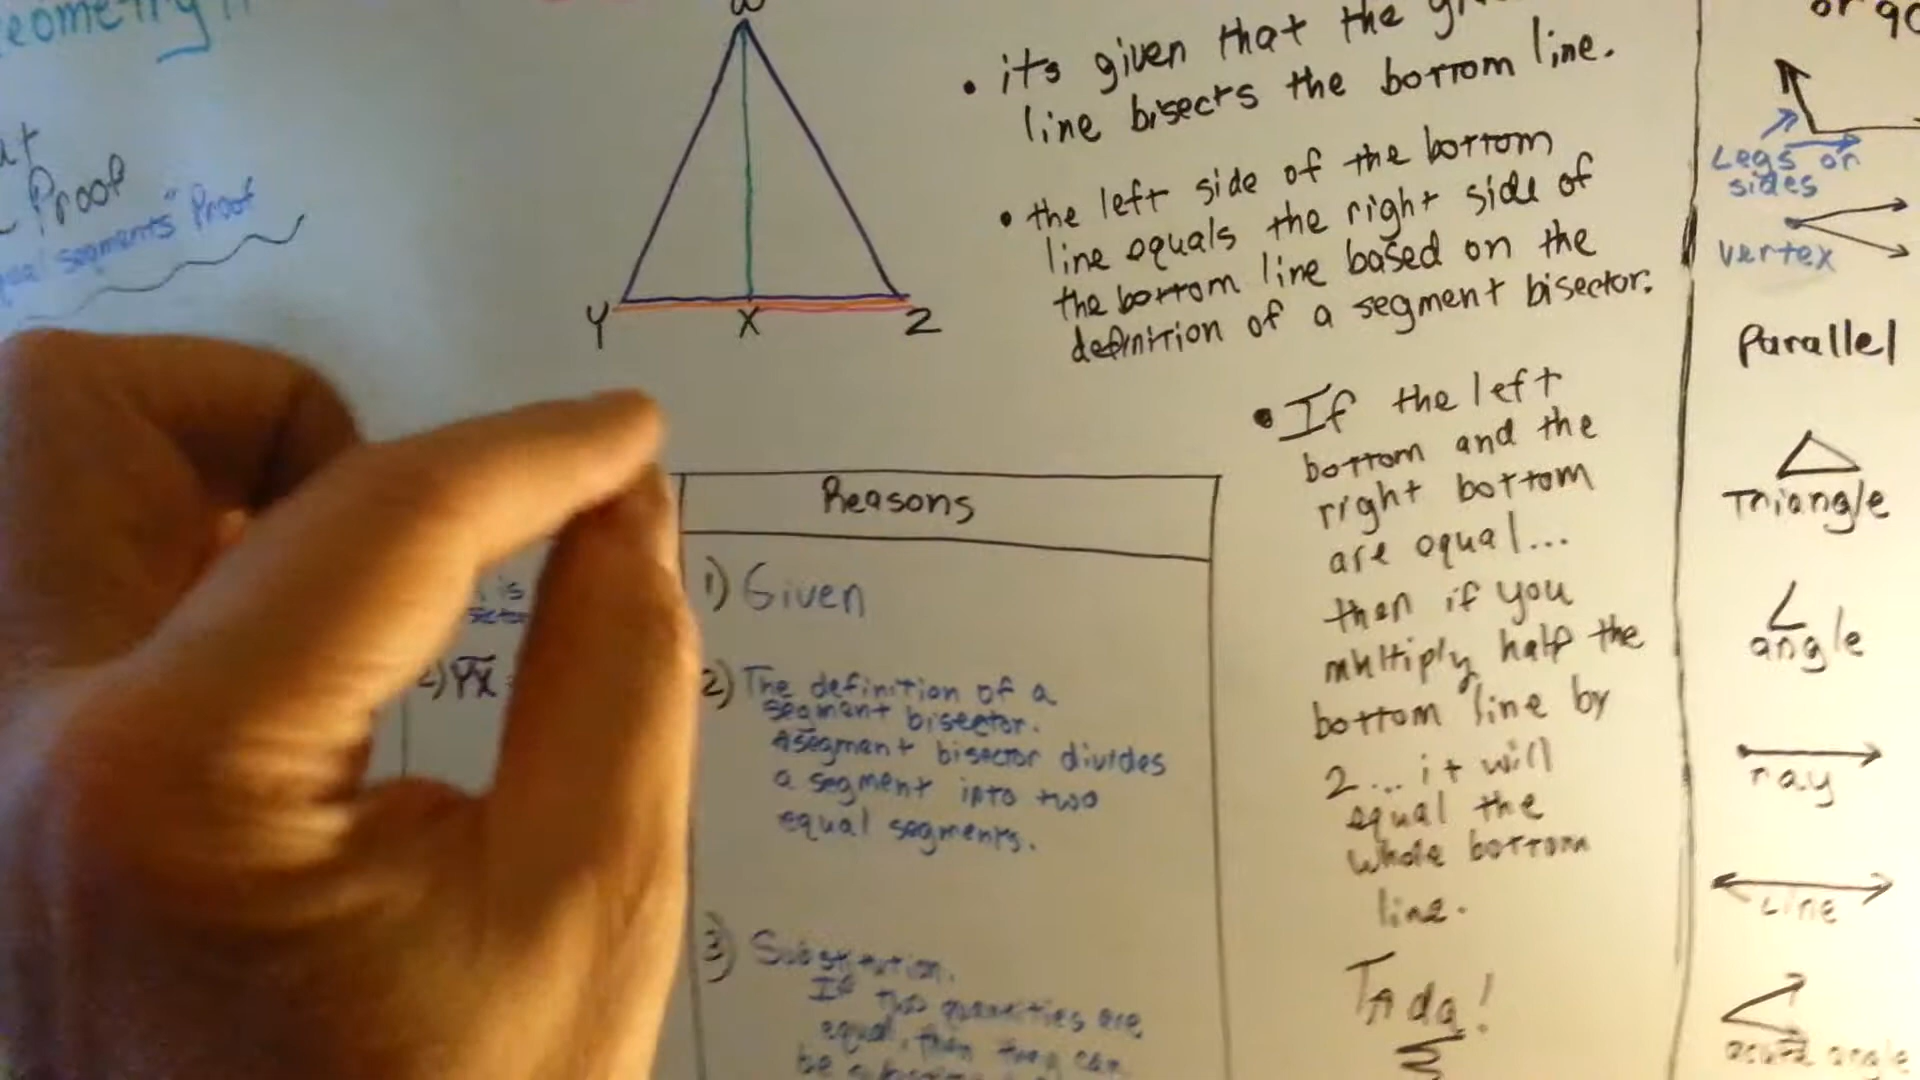 eometry
Proof
segments" Proof
W
Y
X
Z
• its given that the
line bisects the bottom line.
• the left side of the bottom
line equals the right side of
the bottom line based on the
definition of a segment bisector.
• If the left
bottom and the
right bottom
are equal...
then if you
multiply half the
bottom line by
2... it will
equal the
whole bottom
line.
TAda!
is
2) YX
Reasons
1) Given
2) The definition of a
segment bisector.
Asegment bisector divides
a segment into two
equal segments.
3) Substitution.
If two quantities are
equal, then they can
be
or
Legs or
sides
vertex
Parallel
Triangle
angle
ray
Line
acute angle